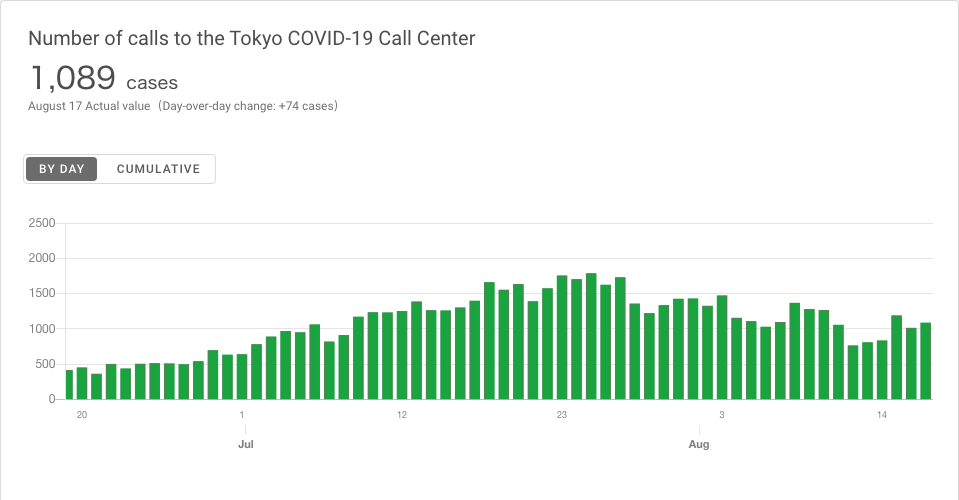 Number of calls to the Tokyo COVID-19 Call Center
1,089 cases
August 17 Actual value（Day-over-day change: +74 cases）
BY DAY CUMULATIVE
2500
2000
1500
1000
500
0
20 1 12 23 3 14
Jul Aug